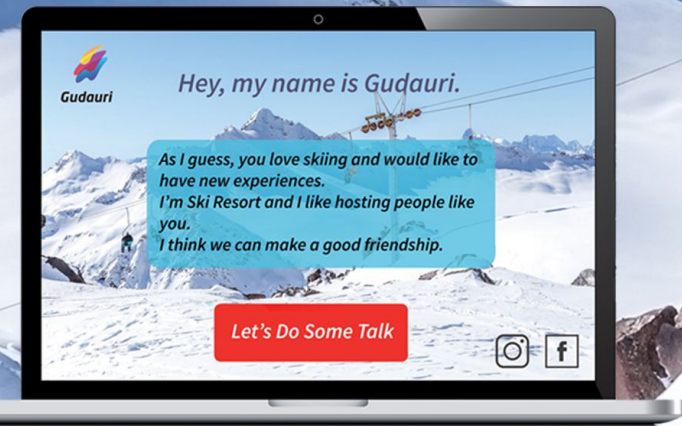 Gudauri
Hey, my name is Gudauri.
As I guess, you love skiing and would like to
have new experiences.
I'm Ski Resort and I like hosting people like
you.
I think we can make a good friendship.
Let's Do Some Talk
f